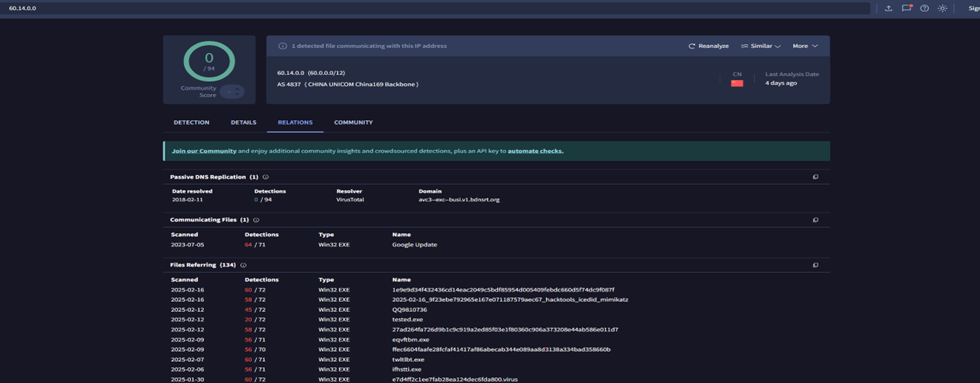 60.14.0.0
Sign
0
/ 94
Community
Score
1 detected file communicating with this IP address
Reanalyze Similar More
60.14.0.0 (60.0.0.0/12)
AS 4837 ( CHINA UNICOM China169 Backbone )
CN
Last Analysis Date
4 days ago
DETECTION DETAILS RELATIONS COMMUNITY
Join our Community and enjoy additional community insights and crowdsourced detections, plus an API key to automate checks.
Passive DNS Replication (1)
Date resolved Detections Resolver Domain
2018-02-11 0 / 94 VirusTotal avc3--exc--busi.v1.bdnsrt.org
Communicating Files (1)
Scanned Detections Type Name
2023-07-05 64 / 71 Win32 EXE Google Update
Files Referring (134)
Scanned Detections Type Name
2025-02-16 60 / 72 Win32 EXE 1e9e9d34f432436cd14eac2049c5bdf85954d005409febdc660d5f74dc9f087f
2025-02-16 58 / 72 Win32 EXE 2025-02-16_9f23ebe792965e167e071187579aec67_hacktools_icedid_mimikatz
2025-02-12 45 / 72 Win32 EXE QQ9810736
2025-02-12 20 / 72 Win32 EXE tested.exe
2025-02-12 58 / 72 Win32 EXE 27ad264fa726d9b1c9c919a2ed85f03e1f80360c906a373208e44ab586e011d7
2025-02-09 56 / 71 Win32 EXE eqvftbm.exe
2025-02-09 56 / 70 Win32 EXE ffec6604faafe28fcfaf41417af86abecab344e089aa8d3138a334bad358660b
2025-02-07 60 / 71 Win32 EXE twltlbt.exe
2025-02-06 56 / 71 Win32 EXE ifhstti.exe
2025-01-30 60 / 72 Win32 EXE e7d4ff2c1ee7fab28ea124dec6fda800.virus